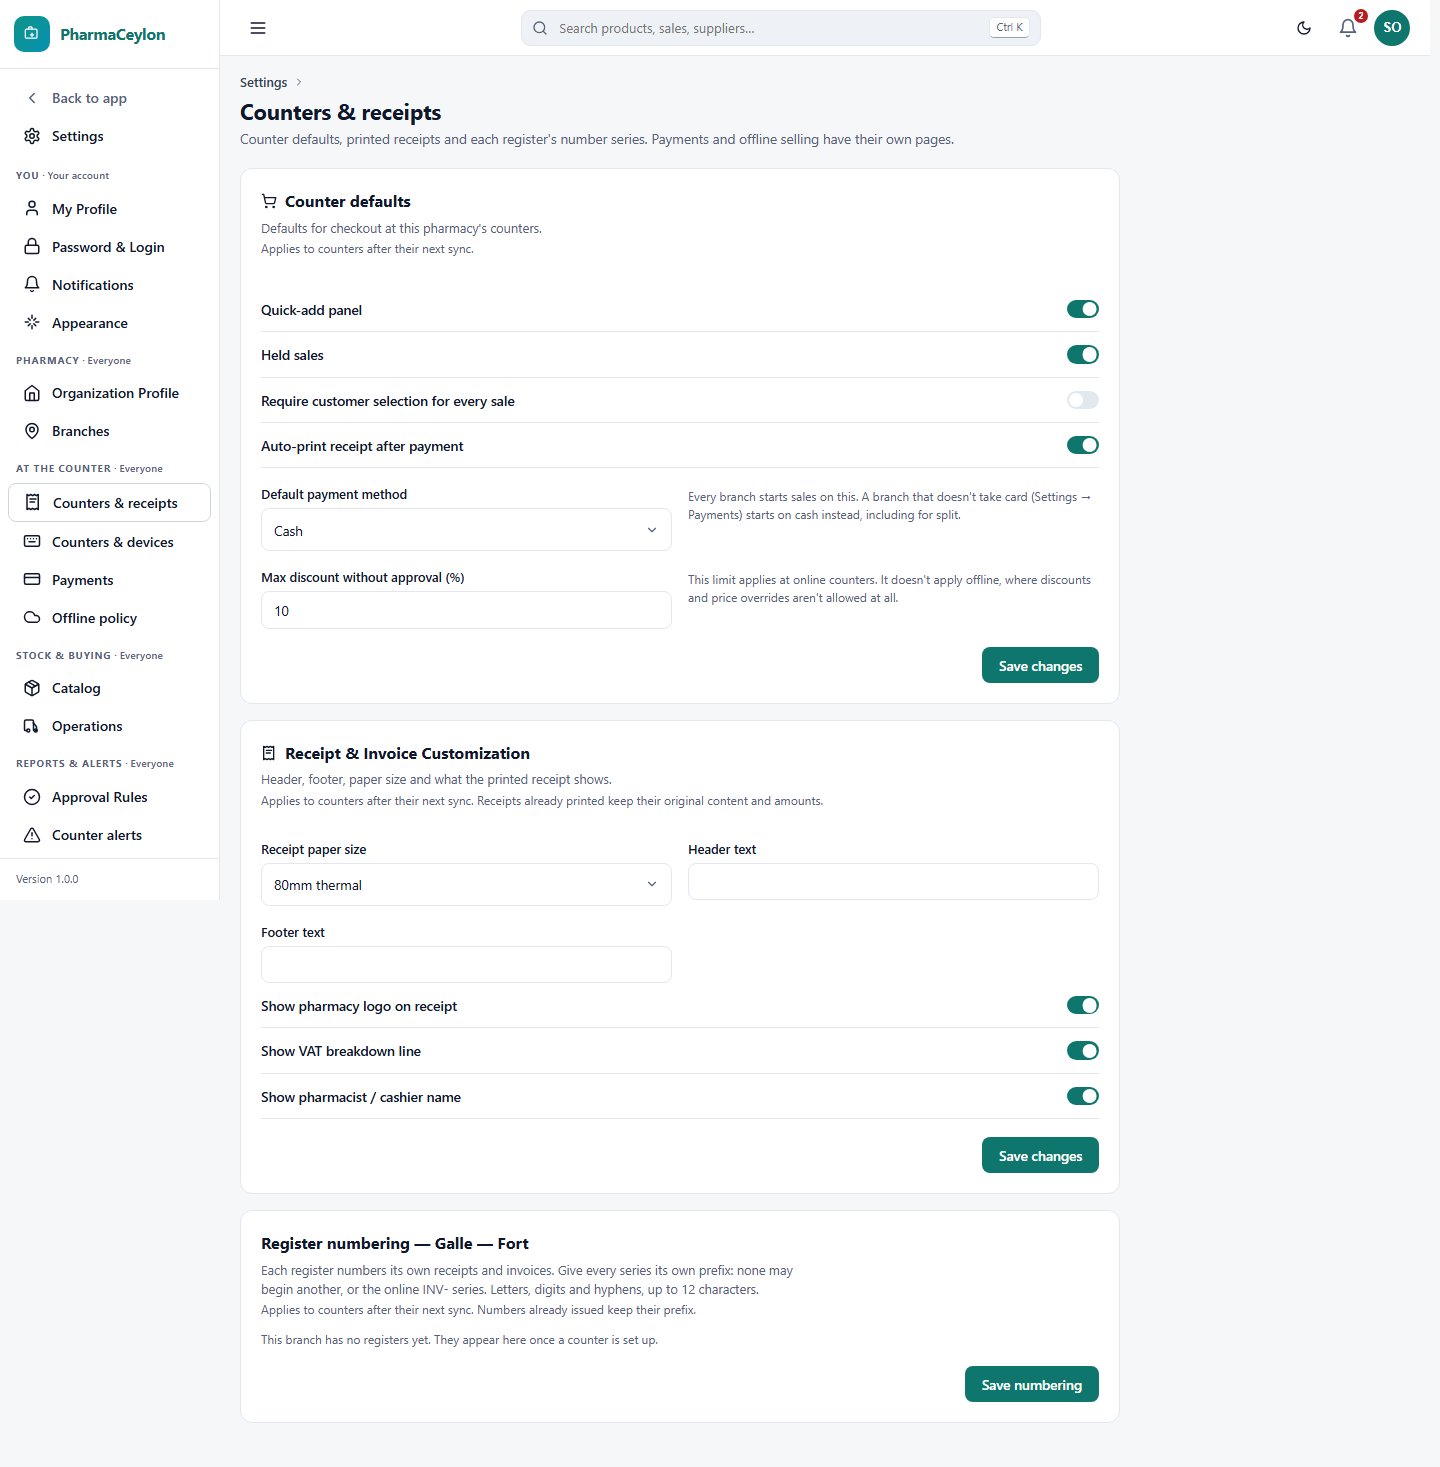 PharmaCeylon
Search products, sales, suppliers...
Ctrl K
2
SO
Back to app
Settings
YOU · Your account
My Profile
Password & Login
Notifications
Appearance
PHARMACY · Everyone
Organization Profile
Branches
AT THE COUNTER · Everyone
Counters & receipts
Counters & devices
Payments
Offline policy
STOCK & BUYING · Everyone
Catalog
Operations
REPORTS & ALERTS · Everyone
Approval Rules
Counter alerts
Version 1.0.0
Settings
Counters & receipts
Counter defaults, printed receipts and each register's number series. Payments and offline selling have their own pages.
Counter defaults
Defaults for checkout at this pharmacy's counters.
Applies to counters after their next sync.
Quick-add panel
Held sales
Require customer selection for every sale
Auto-print receipt after payment
Default payment method
Cash
Every branch starts sales on this. A branch that doesn't take card (Settings →
Payments) starts on cash instead, including for split.
Max discount without approval (%)
10
This limit applies at online counters. It doesn't apply offline, where discounts
and price overrides aren't allowed at all.
Save changes
Receipt & Invoice Customization
Header, footer, paper size and what the printed receipt shows.
Applies to counters after their next sync. Receipts already printed keep their original content and amounts.
Receipt paper size
80mm thermal
Header text
Footer text
Show pharmacy logo on receipt
Show VAT breakdown line
Show pharmacist / cashier name
Save changes
Register numbering — Galle — Fort
Each register numbers its own receipts and invoices. Give every series its own prefix: none may
begin another, or the online INV- series. Letters, digits and hyphens, up to 12 characters.
Applies to counters after their next sync. Numbers already issued keep their prefix.
This branch has no registers yet. They appear here once a counter is set up.
Save numbering